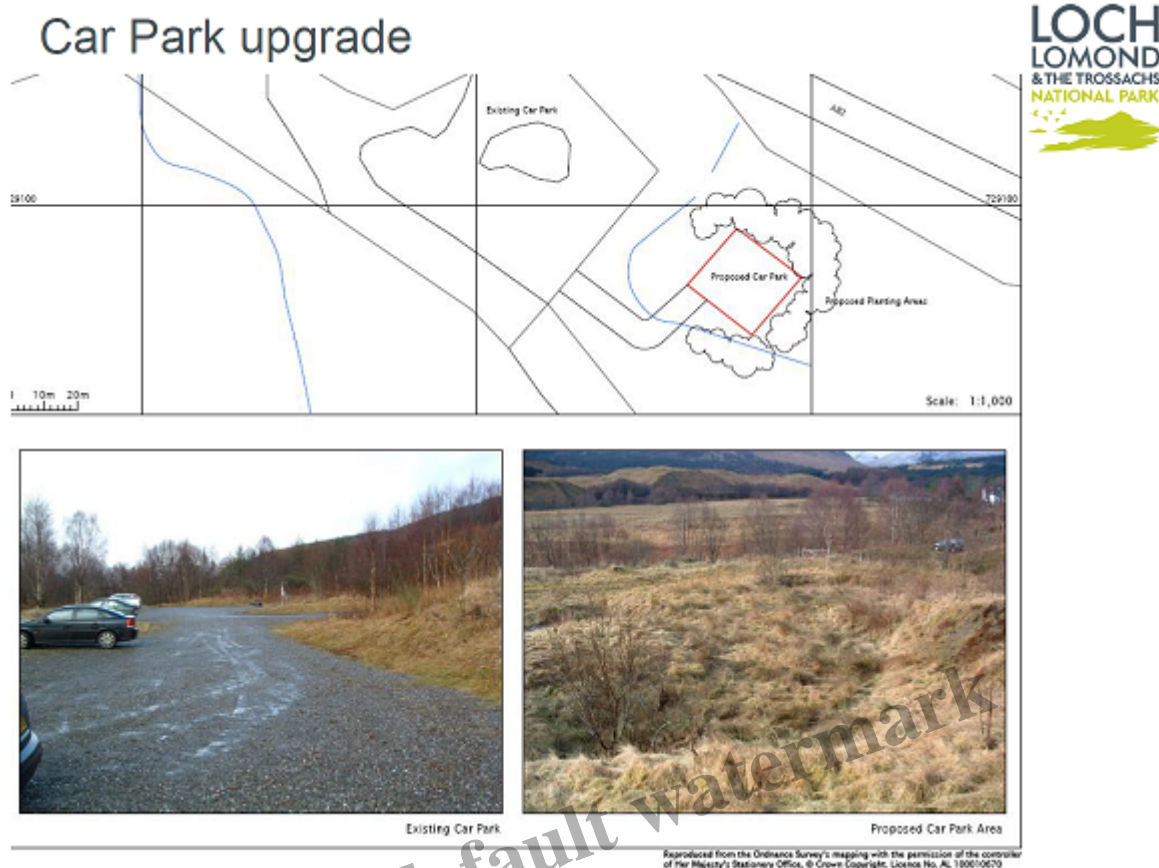 Car Park upgrade
LOCH
LOMOND
& THE TROSSACHS
NATIONAL PARK
Existing Car Park
A82
29100
729100
Proposed Car Park
Proposed Planting Areas
10m 20m
Scale: 1:1,000
Existing Car Park
Proposed Car Park Area
default watermark
Reproduced from the Ordnance Survey's mapping with the permission of the controller
of Her Majesty's Stationery Office, © Crown Copyright, Licence No. AL 100010670